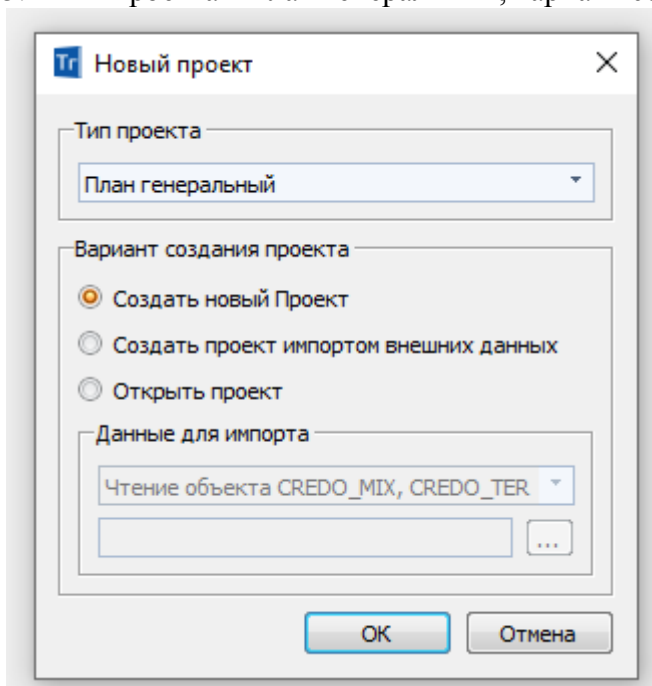 Tr Новый проект
Тип проекта
План генеральный
Вариант создания проекта
Создать новый Проект
Создать проект импортом внешних данных
Открыть проект
Данные для импорта
Чтение объекта CREDO_MIX, CREDO_TER
...
ОК
Отмена